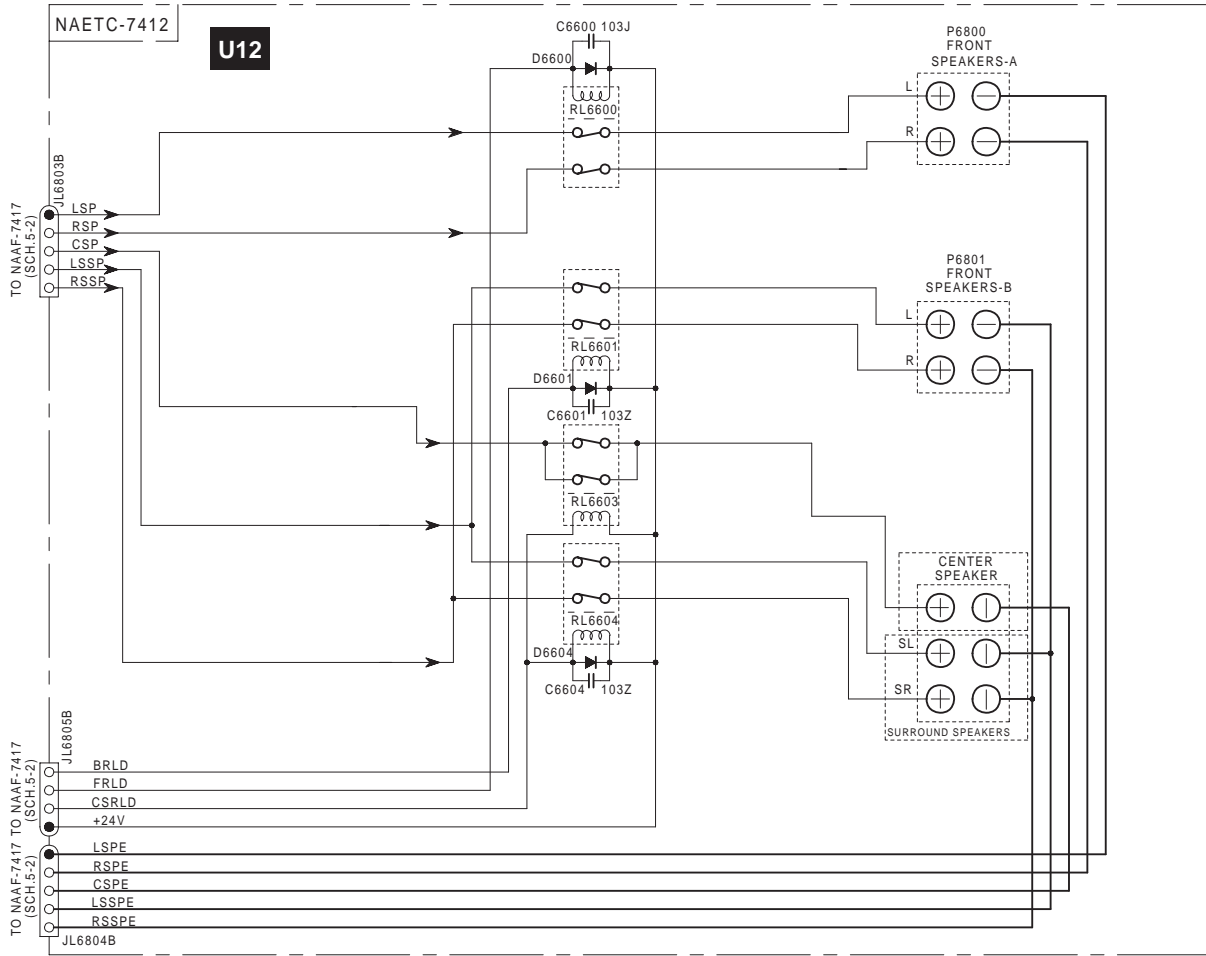 NAETC-7412
U12
C6600 103J
D6600
RL6600
P6800
FRONT
SPEAKERS-A
L
R
JL6803B
TO NAAF-7417
(SCH.5-2)
LSP
RSP
CSP
LSSP
RSSP
P6801
FRONT
SPEAKERS-B
L
R
RL6601
D6601
C6601 103Z
RL6603
CENTER
SPEAKER
RL6604
D6604
C6604 103Z
SL
SR
SURROUND SPEAKERS
JL6805B
TO NAAF-7417
(SCH.5-2)
BRLD
FRLD
CSRLD
+24V
TO NAAF-7417
(SCH.5-2)
LSPE
RSPE
CSPE
LSSPE
RSSPE
JL6804B